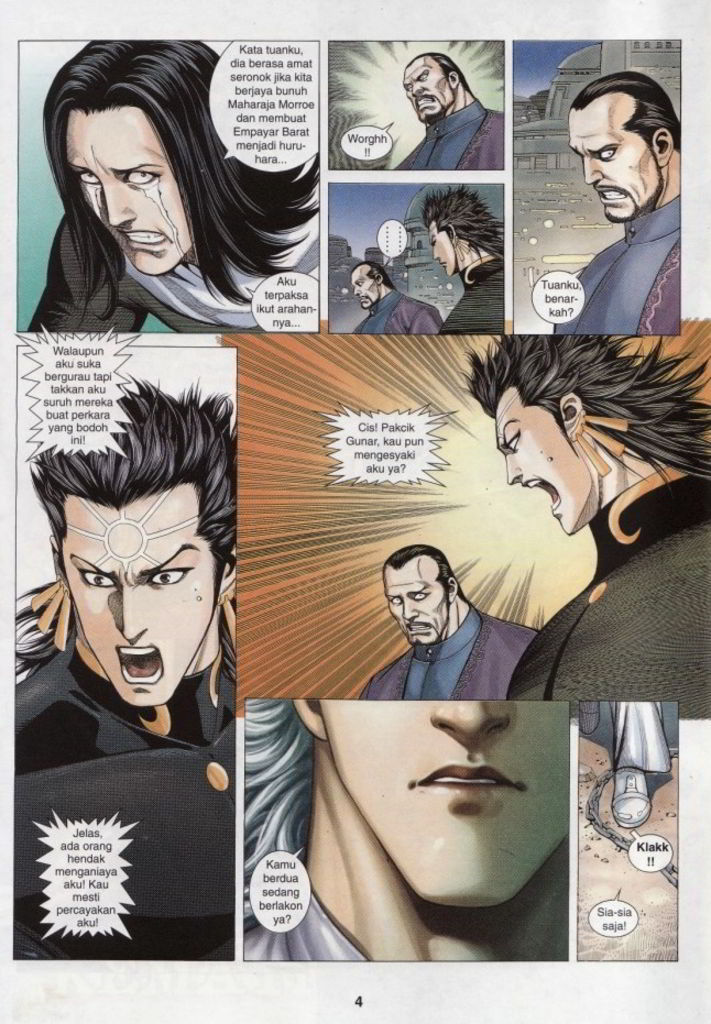 Kata tuanku,
dia berasa amat
seronok jika kita
berjaya bunuh
Maharaja Morroe
dan membuat
Empayar Barat
menjadi huru-
hara...
Aku
terpaksa
ikut arahan-
nya...
Worghh
!!
Tuanku,
benar-
kah?
Walaupun
aku suka
bergurau tapi
takkan aku
suruh mereka
buat perkara
yang bodoh
ini!
Cis! Pakcik
Gunar, kau pun
mengesyaki
aku ya?
Jelas,
ada orang
hendak
menganiaya
aku! Kau
mesti
percayakan
aku!
Kamu
berdua
sedang
berlakon
ya?
Klakk
!!
Sia-sia
saja!
4